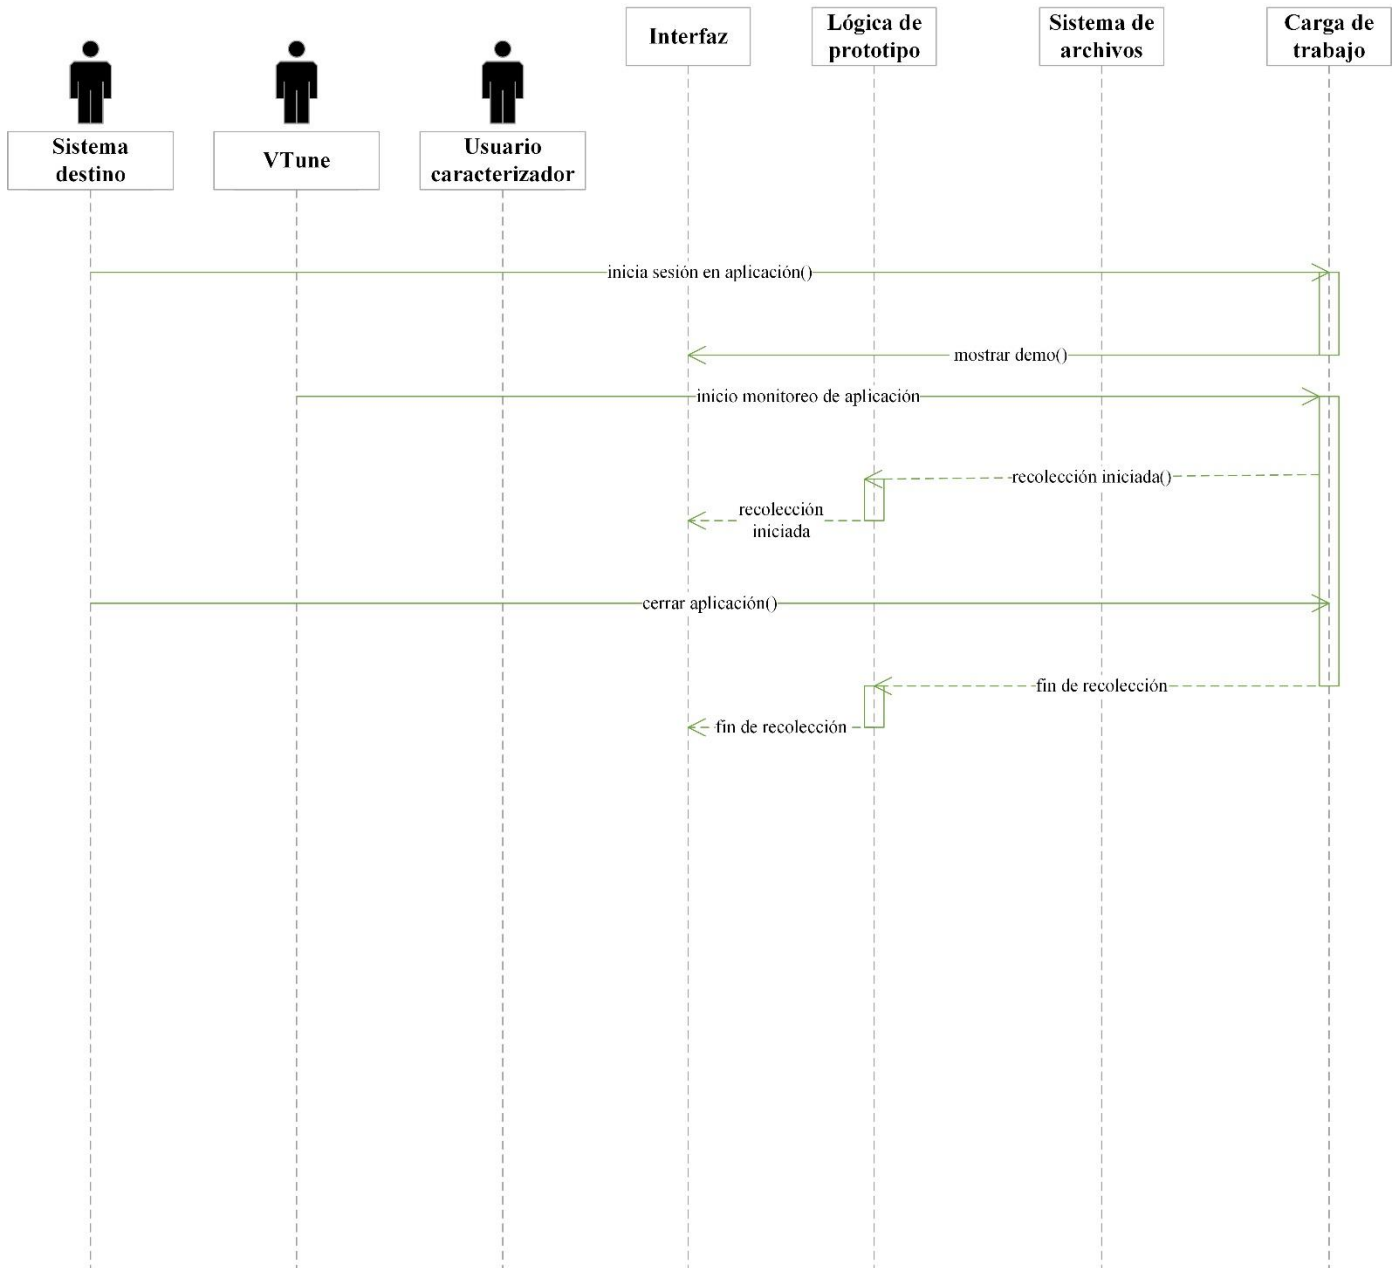 Interfaz
Lógica de
prototipo
Sistema de
archivos
Carga de
trabajo
Sistema
destino
VTune
Usuario
caracterizador
inicia sesión en aplicación()
mostrar demo()
inicio monitoreo de aplicación
recolección iniciada()
recolección
iniciada
cerrar aplicación()
fin de recolección
fin de recolección